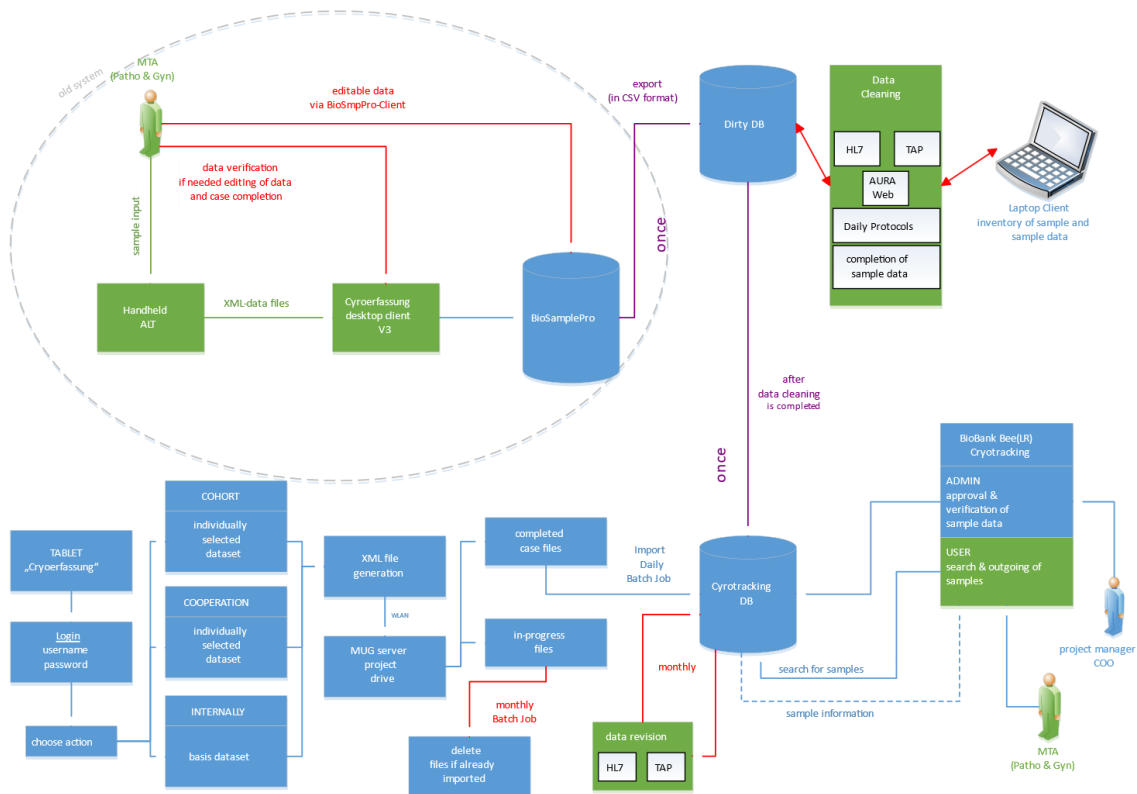 old system
MTA
(Patho & Gyn)
editable data
via BioSmpPro-Client
data verification
if needed editing of data
and case completion
sample input
Handheld
ALT
XML-data files
Cyroerfassung
desktop client
V3
BioSamplePro
export
(in CSV format)
once
Dirty DB
Data
Cleaning
HL7
TAP
AURA
Web
Daily Protocols
completion of
sample data
Laptop Client
inventory of sample and
sample data
after
data cleaning
is completed
once
TABLET
„Cryoerfassung“
Login
username
password
choose action
COHORT
individually
selected
dataset
COOPERATION
individually
selected
dataset
INTERNALLY
basis dataset
XML file
generation
WLAN
MUG server
project
drive
completed
case files
in-progress
files
monthly
Batch Job
delete
files if already
imported
Import
Daily
Batch Job
Cyrotracking
DB
monthly
data revision
HL7
TAP
search for samples
sample information
BioBank Bee(LR)
Cryotracking
ADMIN
approval &
verification of
sample data
USER
search & outgoing of
samples
project manager
COO
MTA
(Patho & Gyn)